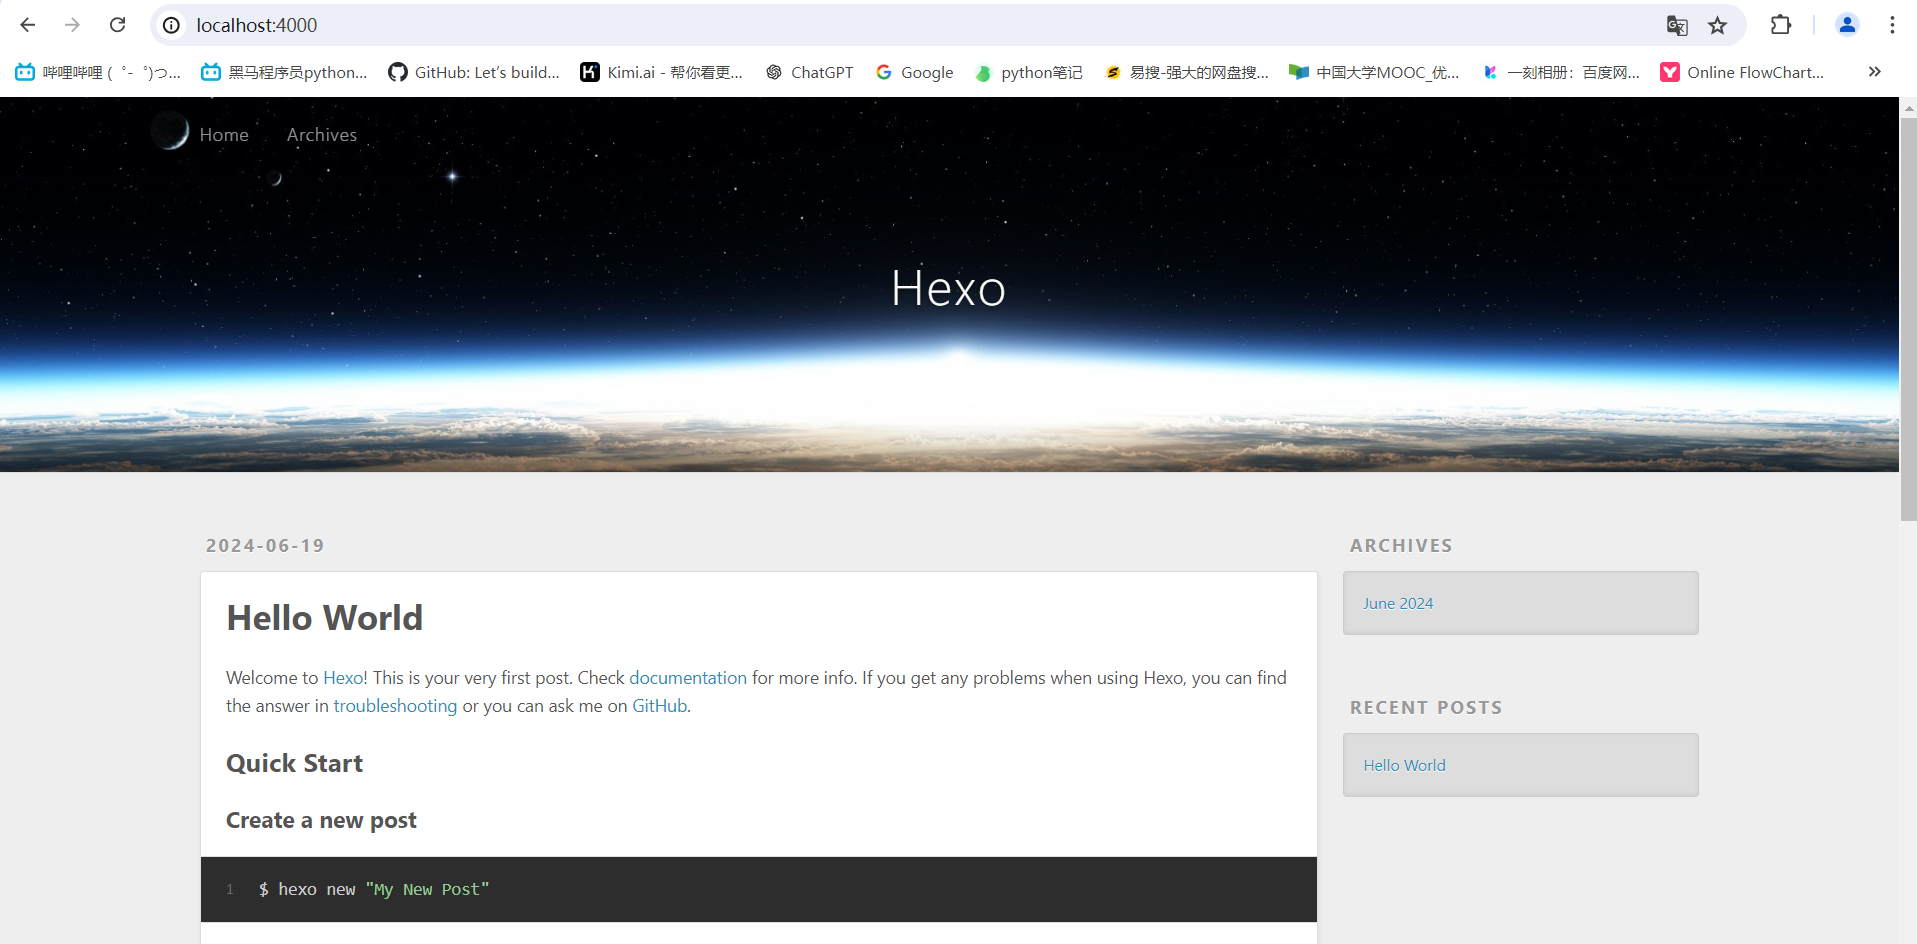 localhost:4000
哔哩哔哩 ( ゜- ゜)つ...
黑马程序员python...
GitHub: Let's build...
Kimi.ai - 帮你看更...
ChatGPT
Google
python笔记
易搜-强大的网盘搜...
中国大学MOOC_优...
一刻相册：百度网...
Online FlowChart...
Home Archives
Hexo
2024-06-19
Hello World
Welcome to Hexo! This is your very first post. Check documentation for more info. If you get any problems when using Hexo, you can find
the answer in troubleshooting or you can ask me on GitHub.
Quick Start
Create a new post
1 $ hexo new "My New Post"
ARCHIVES
June 2024
RECENT POSTS
Hello World